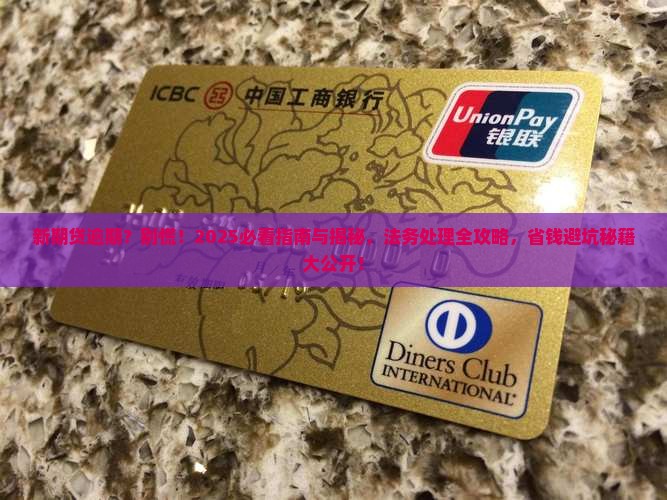 ICBC 中国工商银行
UnionPay
银联
新期贷逾期?别慌!2025必看指南与揭秘,法务处理全攻略,省钱避坑秘籍
大公开!
Diners Club
INTERNATIONAL